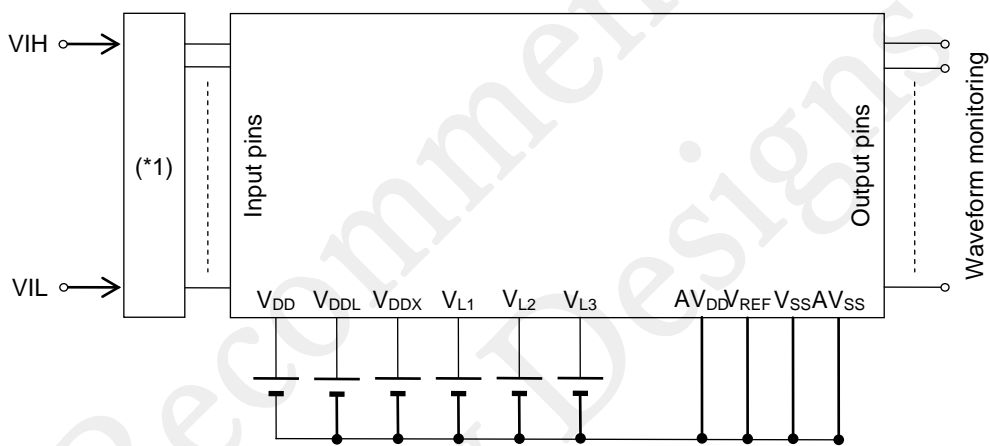 VIH
(*1)
VIL
Input pins
Output pins
Waveform monitoring
VDD VDDL VDDX VL1 VL2 VL3 AVDD VREF VSS AVSS
Designs